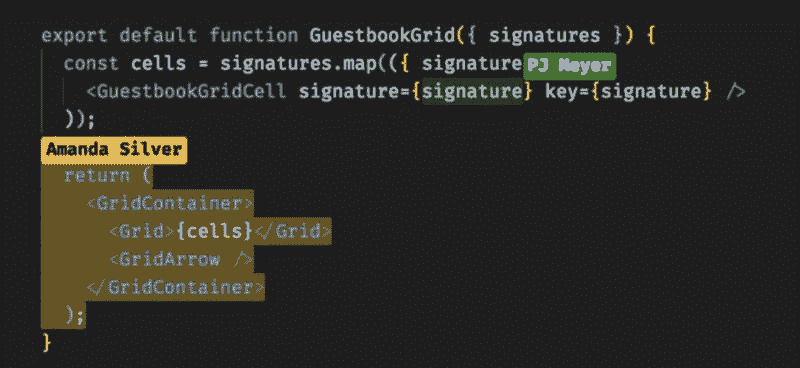 export default function GuestbookGrid({ signatures }) {
const cells = signatures.map(({ signature PJ Meyer
<GuestbookGridCell signature={signature} key={signature} />
));
Amanda Silver
return (
<GridContainer>
<Grid>{cells}</Grid>
<GridArrow />
</GridContainer>
);
}